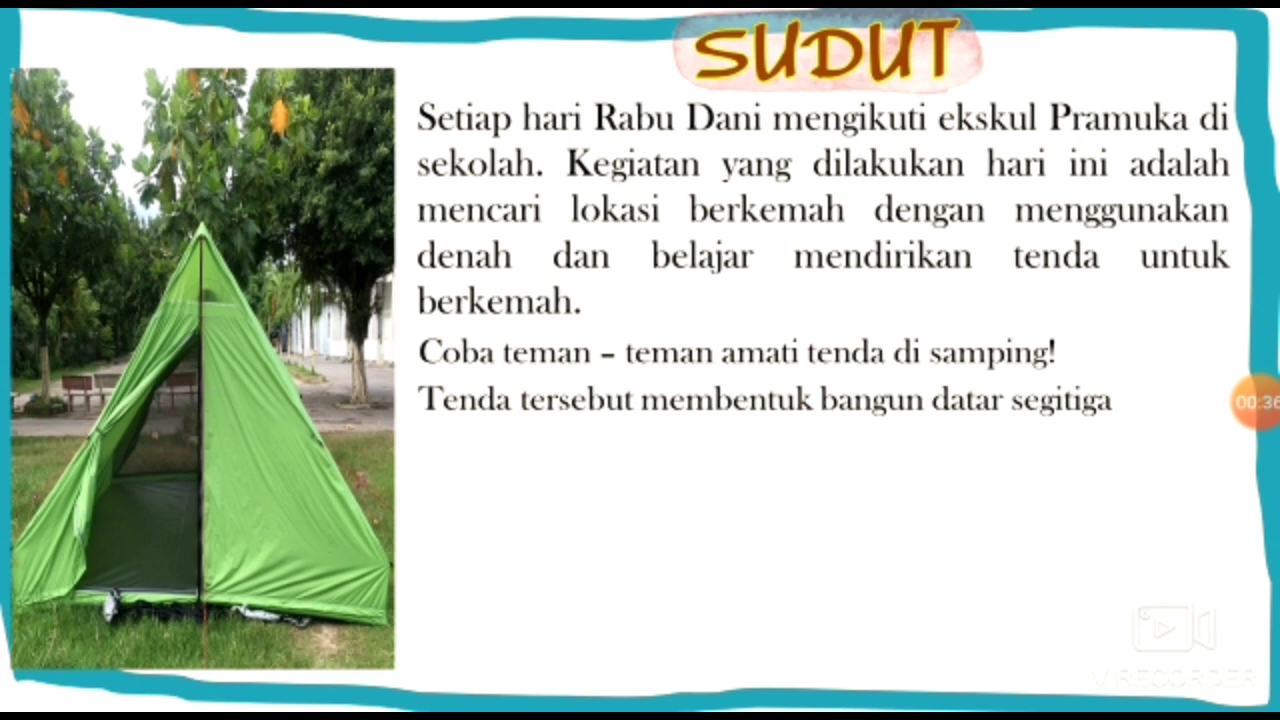 SUDUT
Setiap hari Rabu Dani mengikuti ekskul Pramuka di
sekolah. Kegiatan yang dilakukan hari ini adalah
mencari lokasi berkemah dengan menggunakan
denah dan belajar mendirikan tenda untuk
berkemah.
Coba teman – teman amati tenda di samping!
Tenda tersebut membentuk bangun datar segitiga
00:36
V RECORDER